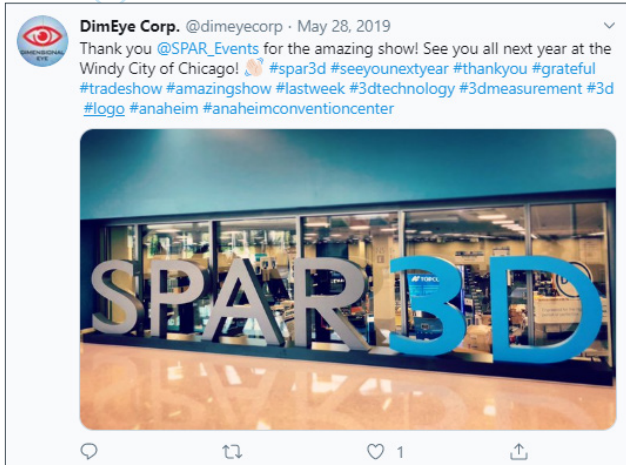 DimEye Corp. @dimeyecorp · May 28, 2019
Thank you @SPAR_Events for the amazing show! See you all next year at the
Windy City of Chicago! 👋🏻 #spar3d #seeyounextyear #thankyou #grateful
#tradeshow #amazingshow #lastweek #3dtechnology #3dmeasurement #3d
#logo #anaheim #anaheimconventioncenter
DIMENSIONAL
EYE
TOPCON
SPAR3D
1